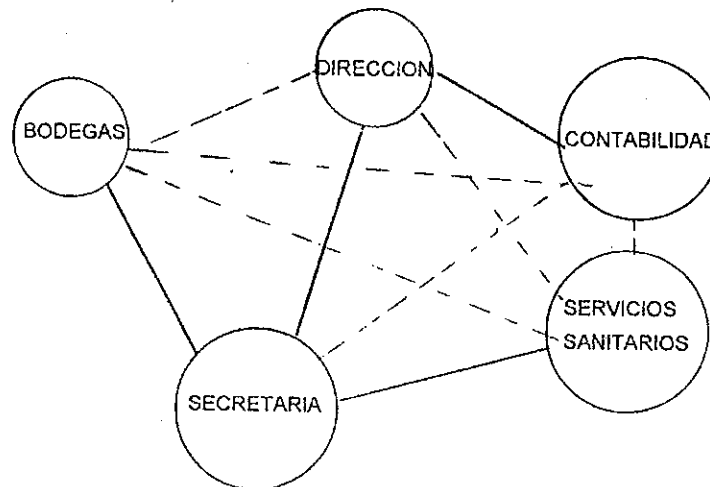 DIRECCION
BODEGAS
CONTABILIDAD
SERVICIOS
SANITARIOS
SECRETARIA